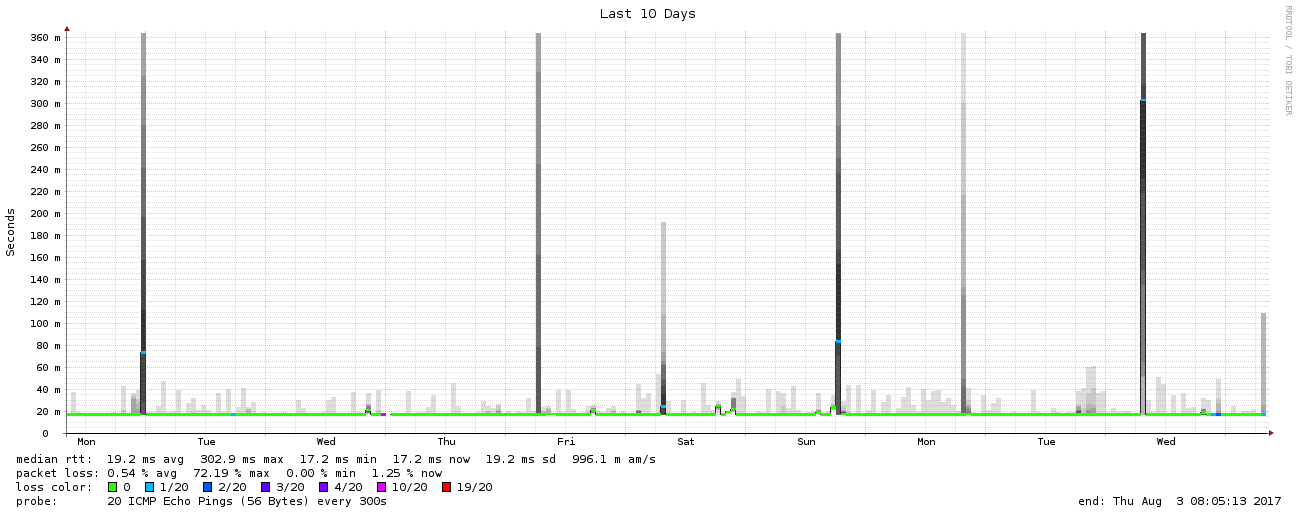 Last 10 Days
RRDTOOL / TOBI OETIKER
Seconds
360 m
340 m
320 m
300 m
280 m
260 m
240 m
220 m
200 m
180 m
160 m
140 m
120 m
100 m
80 m
60 m
40 m
20 m
0
Mon Tue Wed Thu Fri Sat Sun Mon Tue Wed
median rtt: 19.2 ms avg 302.9 ms max 17.2 ms min 17.2 ms now 19.2 ms sd 996.1 m am/s
packet loss: 0.54 % avg 72.19 % max 0.00 % min 1.25 % now
loss color: 0 1/20 2/20 3/20 4/20 10/20 19/20
probe: 20 ICMP Echo Pings (56 Bytes) every 300s end: Thu Aug 3 08:05:13 2017